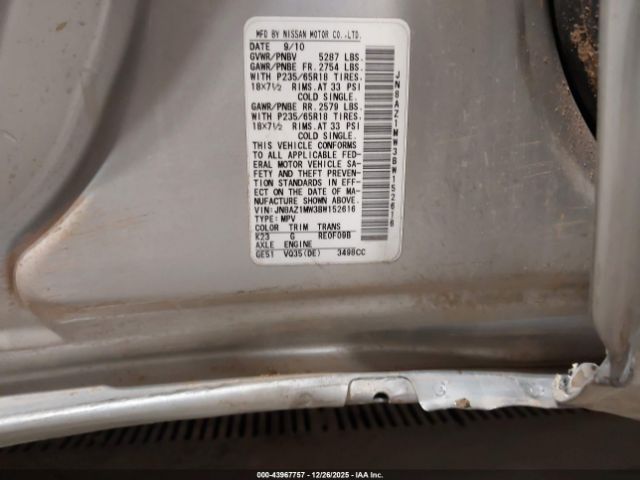 MFD BY NISSAN MOTOR CO.,LTD.
DATE 9/10
GVWR/PNBV 5287 LBS.
GAWR/PNBE FR. 2754 LBS.
WITH P235/65R18 TIRES,
18×7½ RIMS, AT 33 PSI
COLD SINGLE.
GAWR/PNBE RR. 2579 LBS.
WITH P235/65R18 TIRES,
18×7½ RIMS, AT 33 PSI
COLD SINGLE.
THIS VEHICLE CONFORMS
TO ALL APPLICABLE FED-
ERAL MOTOR VEHICLE SA-
FETY AND THEFT PREVEN-
TION STANDARDS IN EFF-
ECT ON THE DATE OF MA-
NUFACTURE SHOWN ABOVE.
VIN: JN8AZ1MW3BW152616
TYPE: MPV
COLOR TRIM TRANS
K23 G RE0F09B
AXLE ENGINE
GE51 VQ35(DE) 3498CC
JN8AZ1MW3BW152616
000-43967757 - 12/26/2025 - IAA Inc.